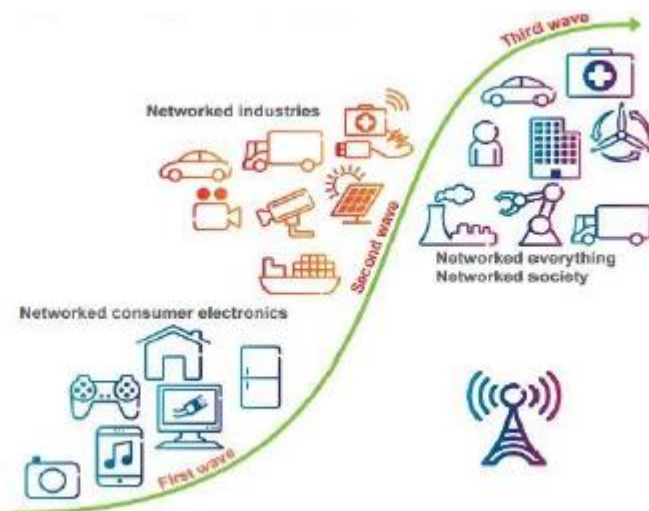 Third wave
Networked industries
Second wave
Networked everything
Networked society
Networked consumer electronics
First wave